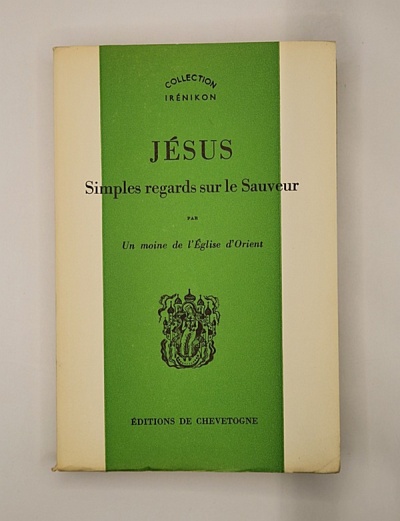 COLLECTION
IRÉNIKON
JÉSUS
Simples regards sur le Sauveur
PAR
Un moine de l'Église d'Orient
ÉDITIONS DE CHEVETOGNE